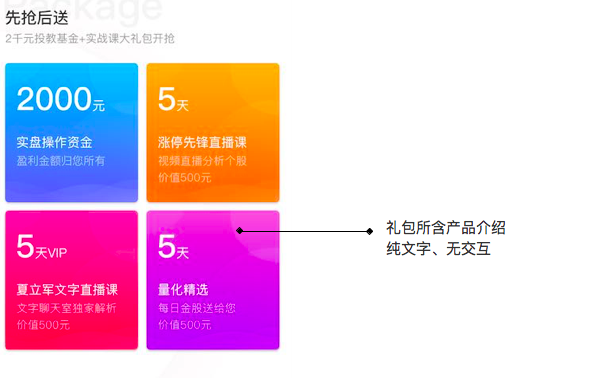 Package
先抢后送
2千元投教基金+实战课大礼包开抢
2000元
实盘操作资金
盈利金额归您所有
5天
涨停先锋直播课
视频直播分析个股
价值500元
5天VIP
夏立军文字直播课
文字聊天室独家解析
价值500元
5天
量化精选
每日金股送给您
价值500元
礼包所含产品介绍
纯文字、无交互